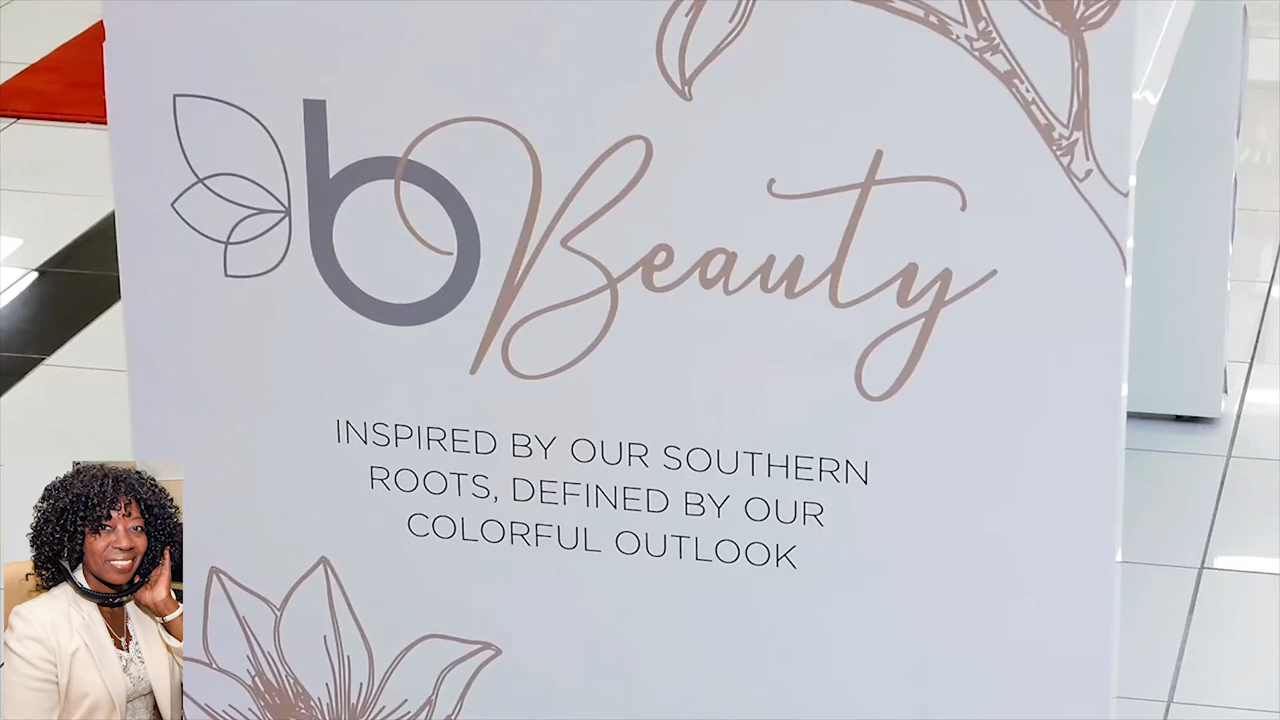 b Beauty
INSPIRED BY OUR SOUTHERN
ROOTS, DEFINED BY OUR
COLORFUL OUTLOOK